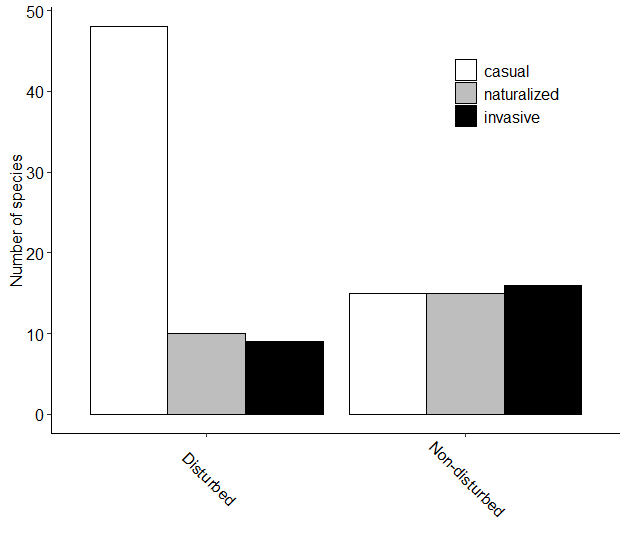 50
40
30
20
10
0
Number of species
casual
naturalized
invasive
Disturbed
Non-disturbed